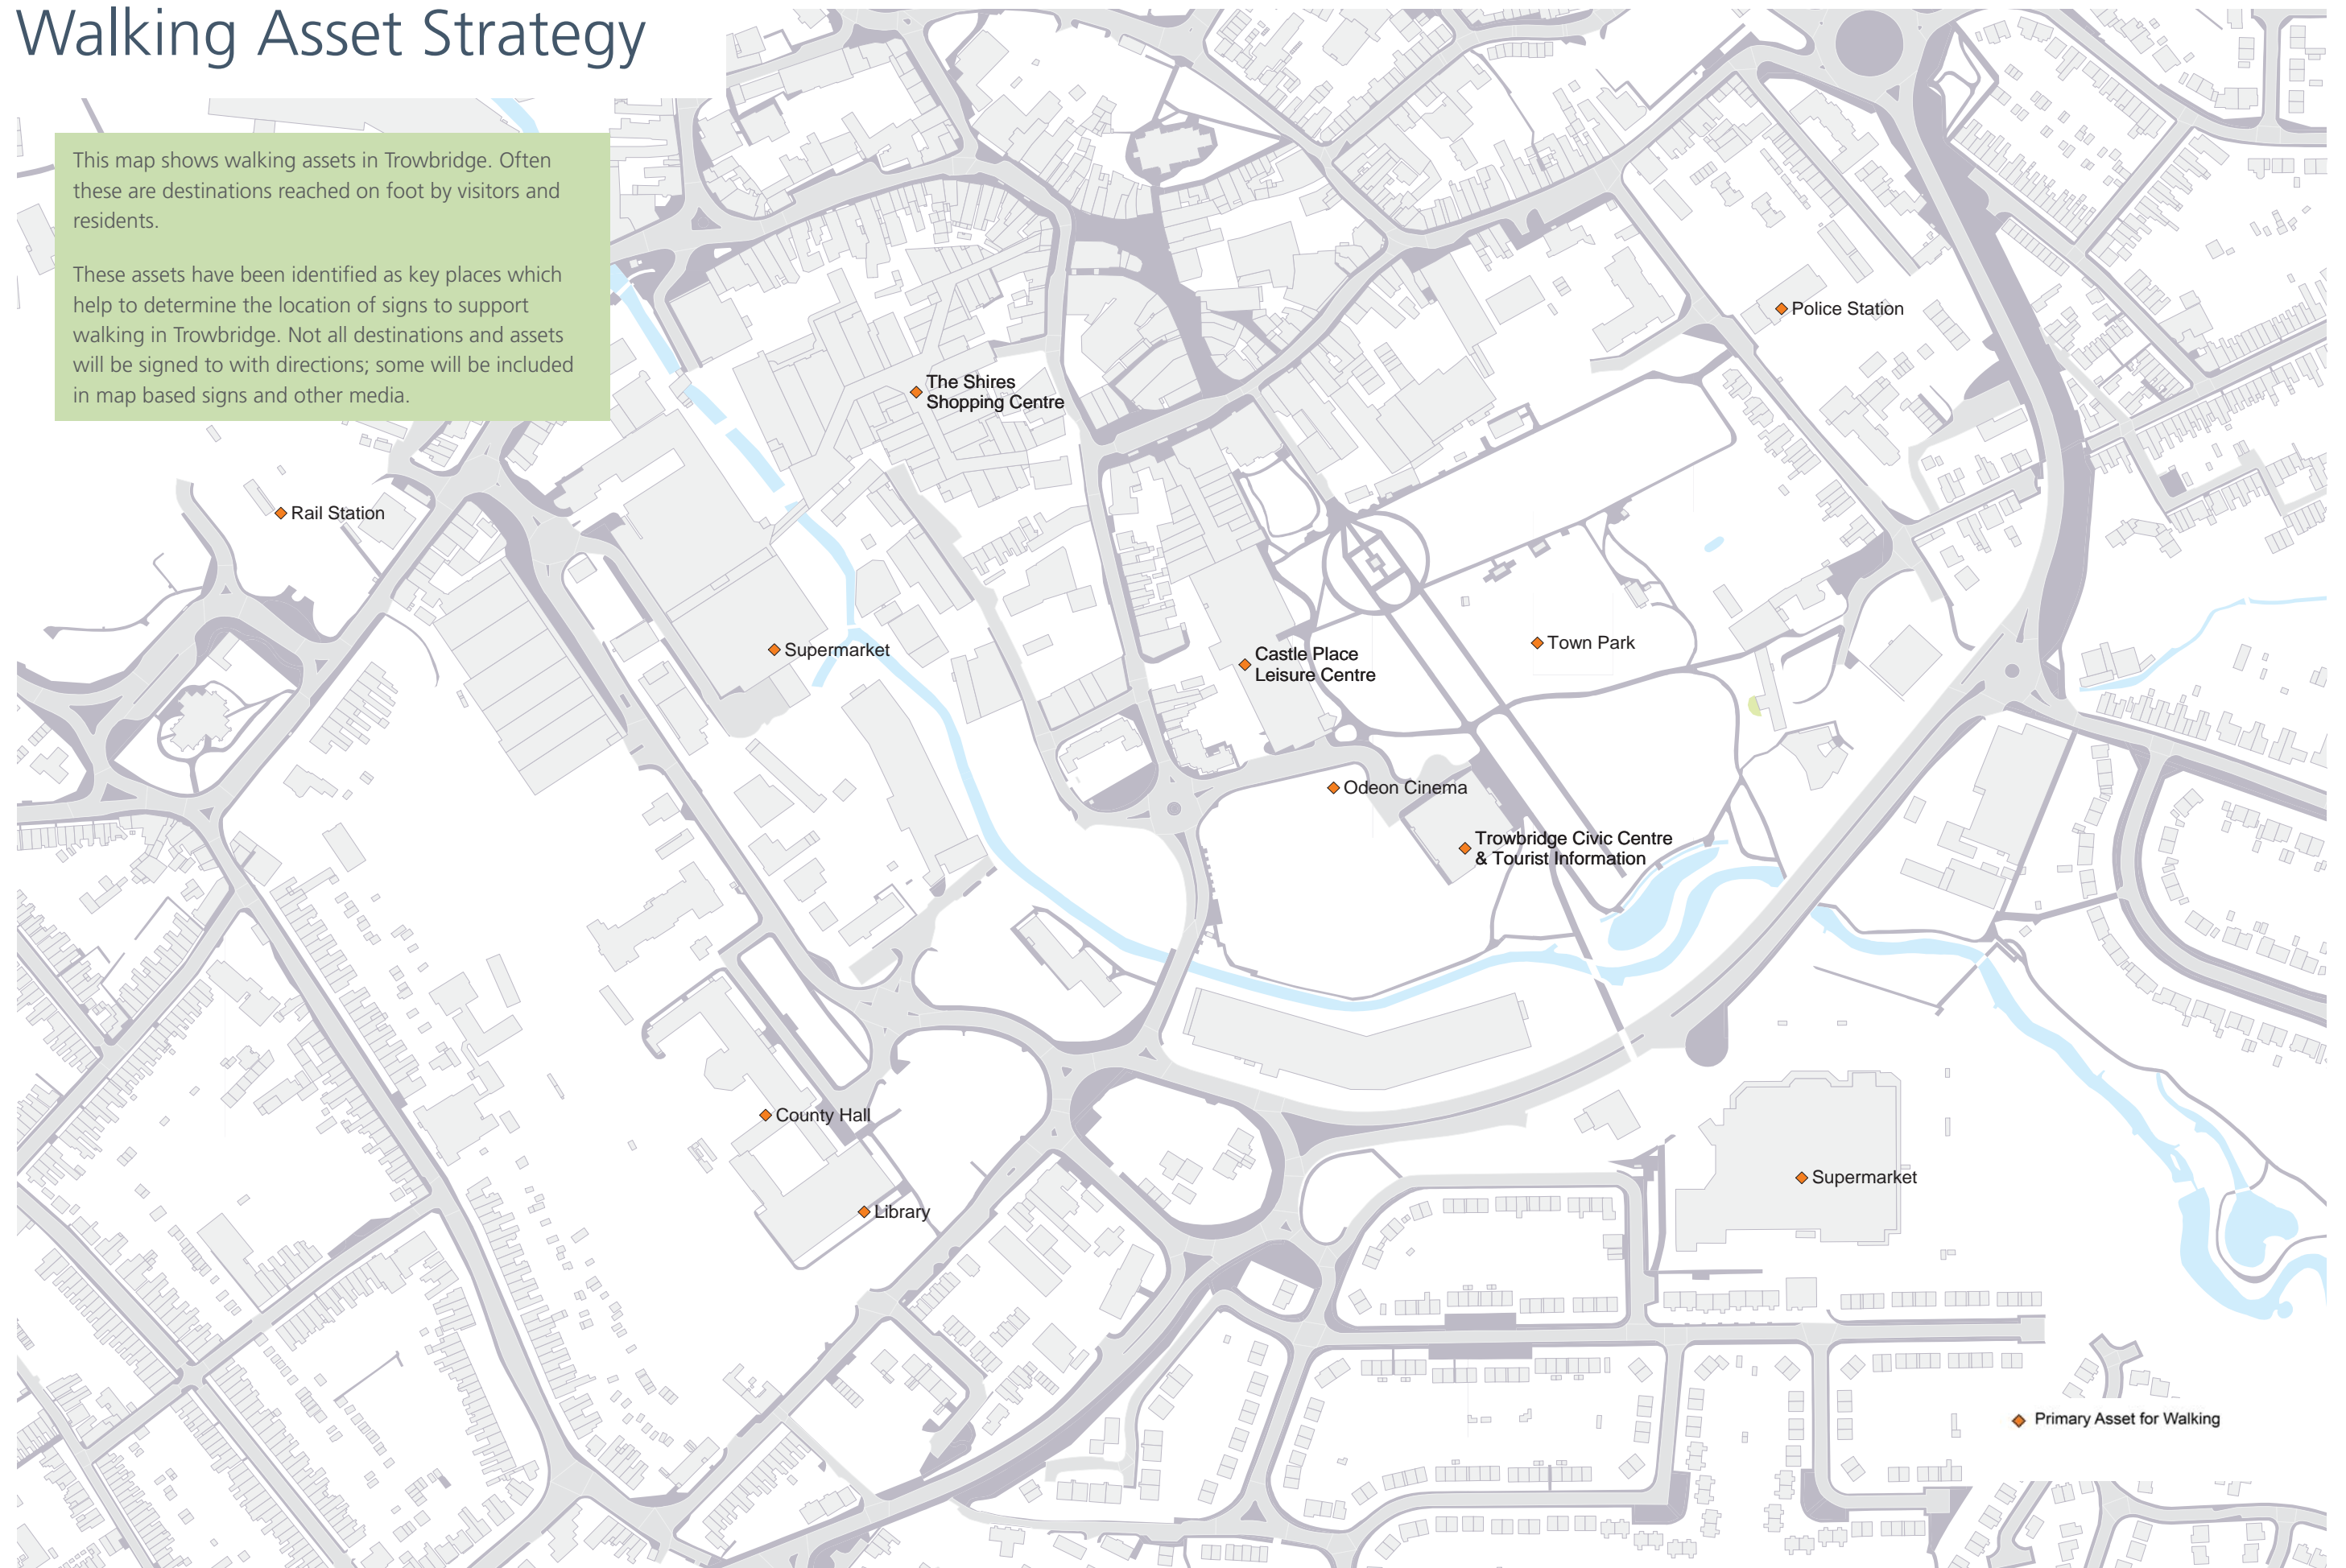 Walking Asset Strategy
This map shows walking assets in Trowbridge. Often
these are destinations reached on foot by visitors and
residents.
These assets have been identified as key places which
help to determine the location of signs to support
walking in Trowbridge. Not all destinations and assets
will be signed to with directions; some will be included
in map based signs and other media.
Police Station
The Shires
Shopping Centre
Rail Station
Supermarket
Castle Place
Leisure Centre
Town Park
Odeon Cinema
Trowbridge Civic Centre
& Tourist Information
County Hall
Supermarket
Library
Primary Asset for Walking